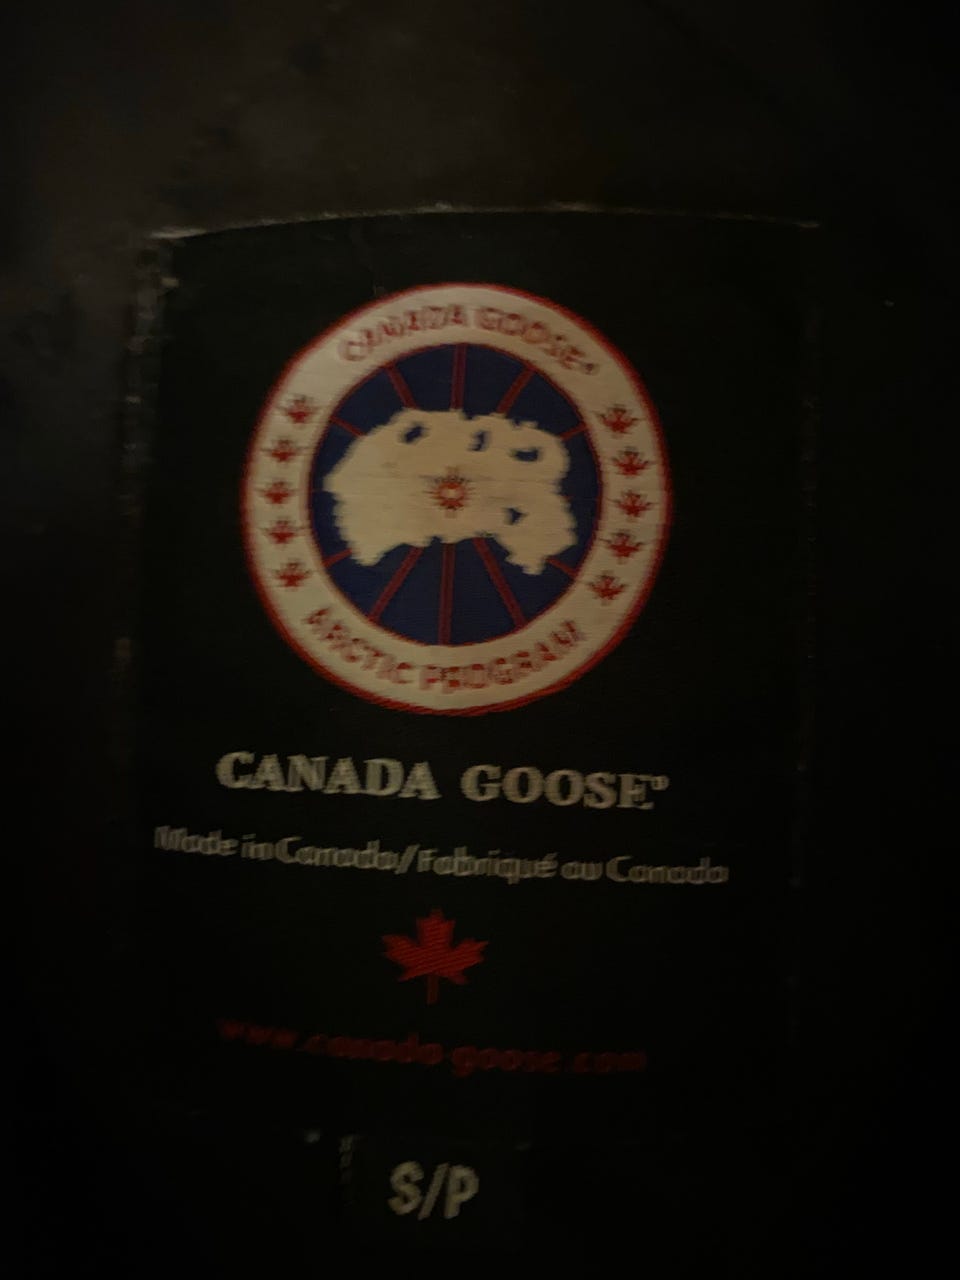 CANADA GOOSE®
ARCTIC PROGRAM
CANADA GOOSE®
Made in Canada/Fabriqué au Canada
www.canada-goose.com
S/P